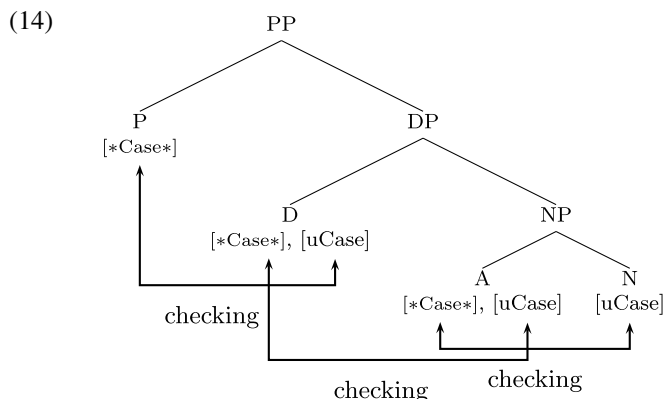 (14)
PP
P DP
[∗Case∗]
D NP
[∗Case∗], [uCase]
A N
[∗Case∗], [uCase] [uCase]
checking
checking
checking